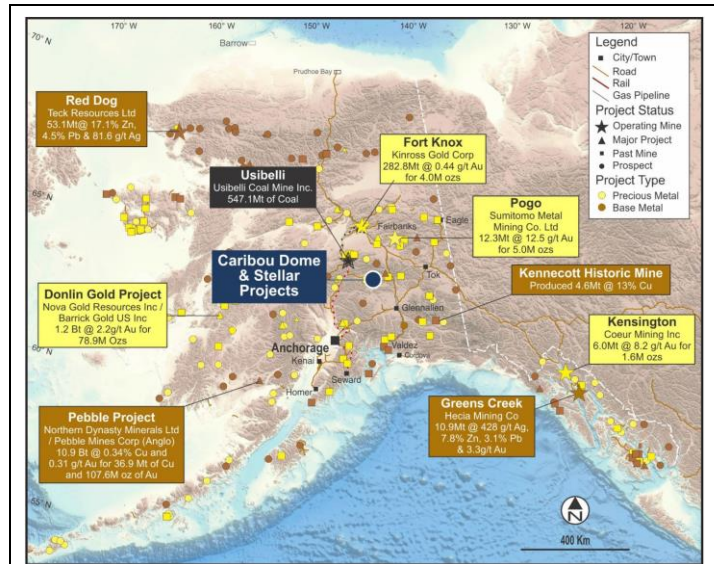 170° W
160° W
150° W
140° W
130° W
120° W
70° N
Barrow
Prudhoe Bay
Legend
City/Town
Road
Rail
Gas Pipeline
Project Status
Operating Mine
Major Project
Past Mine
Prospect
Project Type
Precious Metal
Base Metal
Red Dog
Teck Resources Ltd
53.1Mt@ 17.1% Zn,
4.5% Pb & 81.6 g/t Ag
Fort Knox
Kinross Gold Corp
282.8Mt @ 0.44 g/t Au
for 4.0M ozs
Usibelli
Usibelli Coal Mine Inc.
547.1Mt of Coal
65° N
Eagle
Fairbanks
Pogo
Sumitomo Metal
Mining Co. Ltd
12.3Mt @ 12.5 g/t Au
for 5.0M ozs
Caribou Dome
& Stellar
Projects
Tok
Kennecott Historic Mine
Produced 4.6Mt @ 13% Cu
Donlin Gold Project
Nova Gold Resources Inc /
Barrick Gold US Inc
1.2 Bt @ 2.2g/t Au for
78.9M Ozs
Glennallen
Kensington
Coeur Mining Inc
6.0Mt @ 8.2 g/t Au for
1.6M ozs
60° N
Anchorage
Valdez
Cordova
Kenai
Seward
Homer
Pebble Project
Northern Dynasty Minerals Ltd
/ Pebble Mines Corp (Anglo)
10.9 Bt @ 0.34% Cu and
0.31 g/t Au for 36.9 Mt of Cu
and 107.6M oz of Au
Greens Creek
Hecia Mining Co
10.9Mt @ 428 g/t Ag,
7.8% Zn, 3.1% Pb
& 3.3g/t Au
55° N
N
400 Km
170° W
160° W
150° W
140° W
130° W
120° W